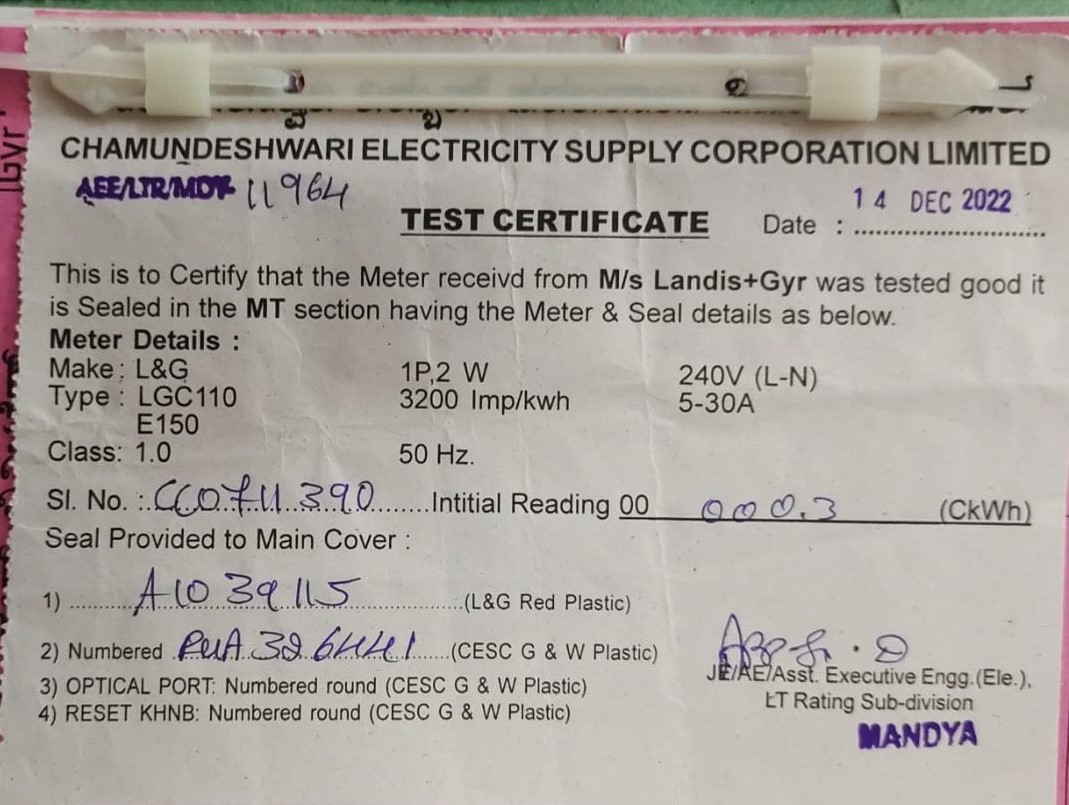 CHAMUNDESHWARI ELECTRICITY SUPPLY CORPORATION LIMITED
AEE/LTR/MDY 11964
14 DEC 2022
TEST CERTIFICATE Date :
This is to Certify that the Meter receivd from M/s Landis+Gyr was tested good it
is Sealed in the MT section having the Meter & Seal details as below.
Meter Details :
Make : L&G 1P,2 W 240V (L-N)
Type : LGC110 3200 Imp/kwh 5-30A
E150
Class: 1.0 50 Hz.
Sl. No. : CC0711390 Intitial Reading 00 000.3 (CkWh)
Seal Provided to Main Cover :
1) A1039115 (L&G Red Plastic)
2) Numbered (CESC G & W Plastic)
JE/AE/Asst. Executive Engg.(Ele.),
3) OPTICAL PORT: Numbered round (CESC G & W Plastic)
LT Rating Sub-division
4) RESET KHNB: Numbered round (CESC G & W Plastic)
MANDYA
Gyr